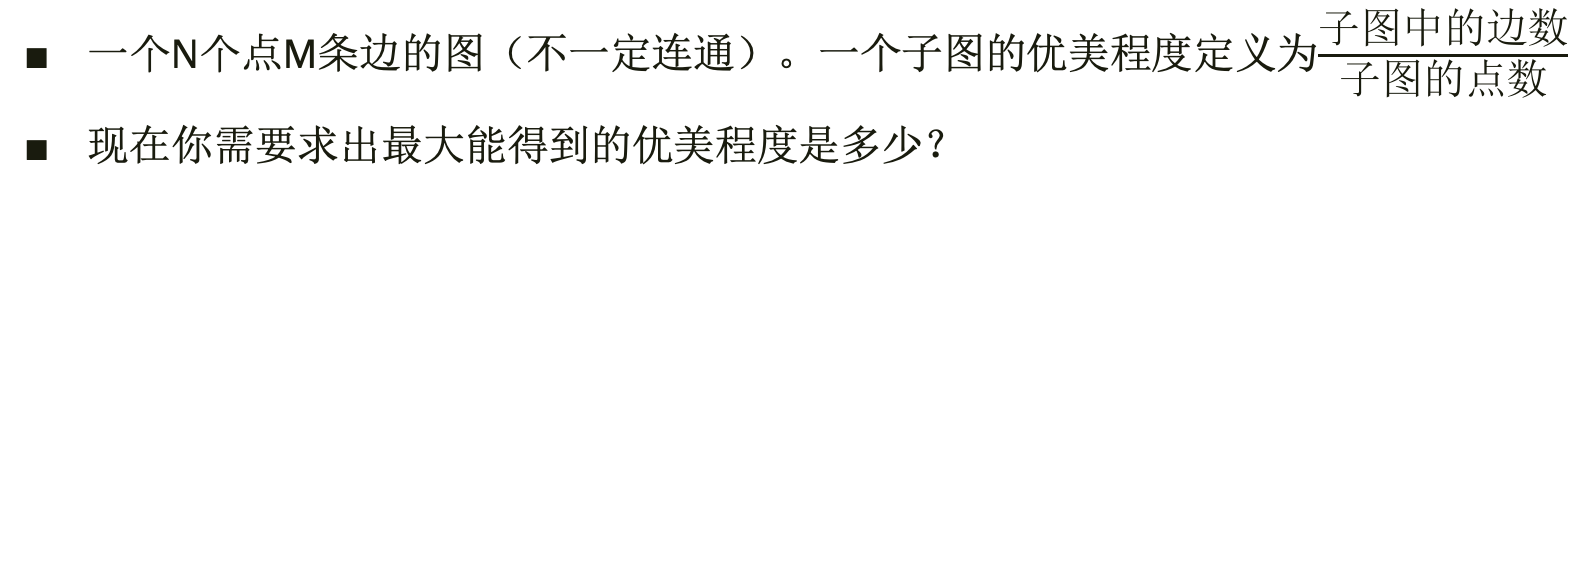 ■ 一个N个点M条边的图（不一定连通）。一个子图的优美程度定义为子图中的边数/子图的点数
■ 现在你需要求出最大能得到的优美程度是多少？